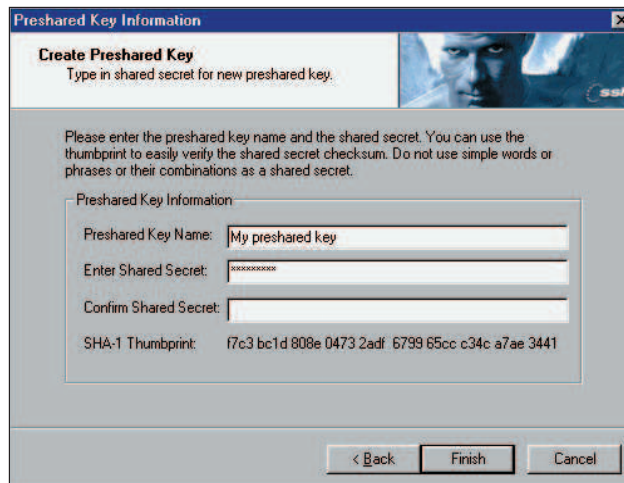 Preshared Key Information
Create Preshared Key
Type in shared secret for new preshared key.
ssh
Please enter the preshared key name and the shared secret. You can use the
thumbprint to easily verify the shared secret checksum. Do not use simple words or
phrases or their combinations as a shared secret.
Preshared Key Information
Preshared Key Name: My preshared key
Enter Shared Secret: *********
Confirm Shared Secret:
SHA-1 Thumbprint: f7c3 bc1d 808e 0473 2adf 6799 65cc c34c a7ae 3441
< Back Finish Cancel